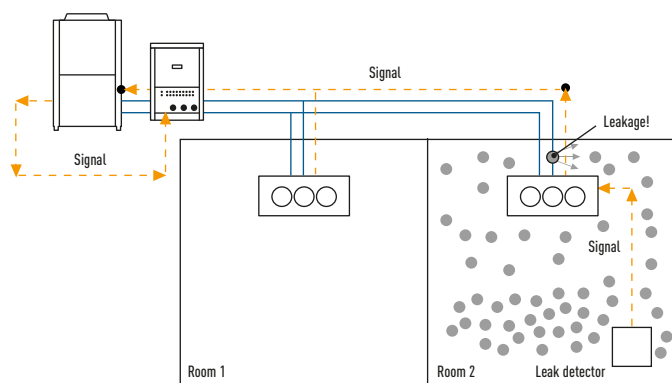 Signal
Leakage!
Signal
Signal
Room 1
Room 2
Leak detector